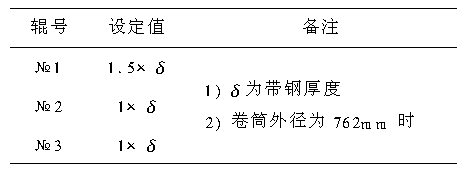 辊号 设定值 备注
№1 1.5× δ
1) δ为带钢厚度
№2 1× δ
2) 卷筒外径为 762mm 时
№3 1× δ